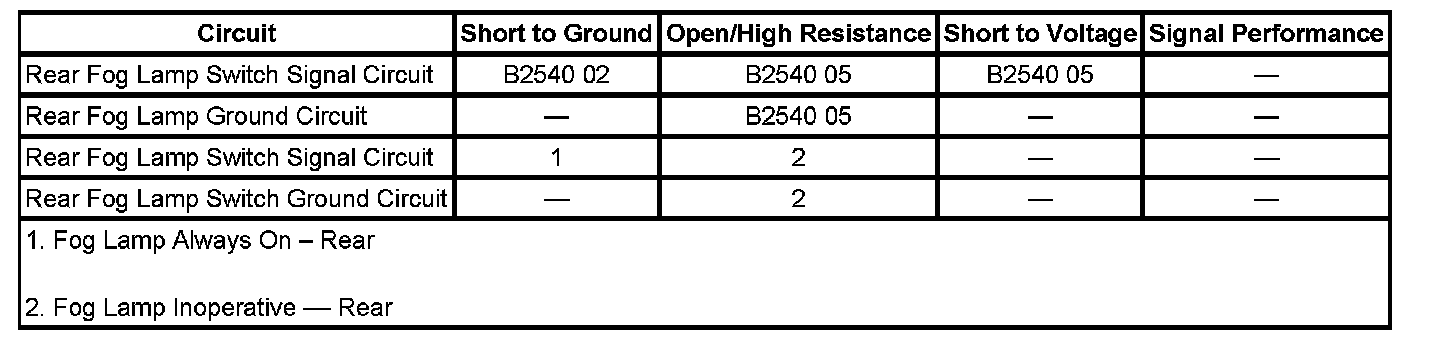 Circuit Short to Ground Open/High Resistance Short to Voltage Signal Performance
Rear Fog Lamp Switch Signal Circuit B2540 02 B2540 05 B2540 05 —
Rear Fog Lamp Ground Circuit — B2540 05 — —
Rear Fog Lamp Switch Signal Circuit 1 2 — —
Rear Fog Lamp Switch Ground Circuit — 2 — —
1. Fog Lamp Always On – Rear
2. Fog Lamp Inoperative — Rear